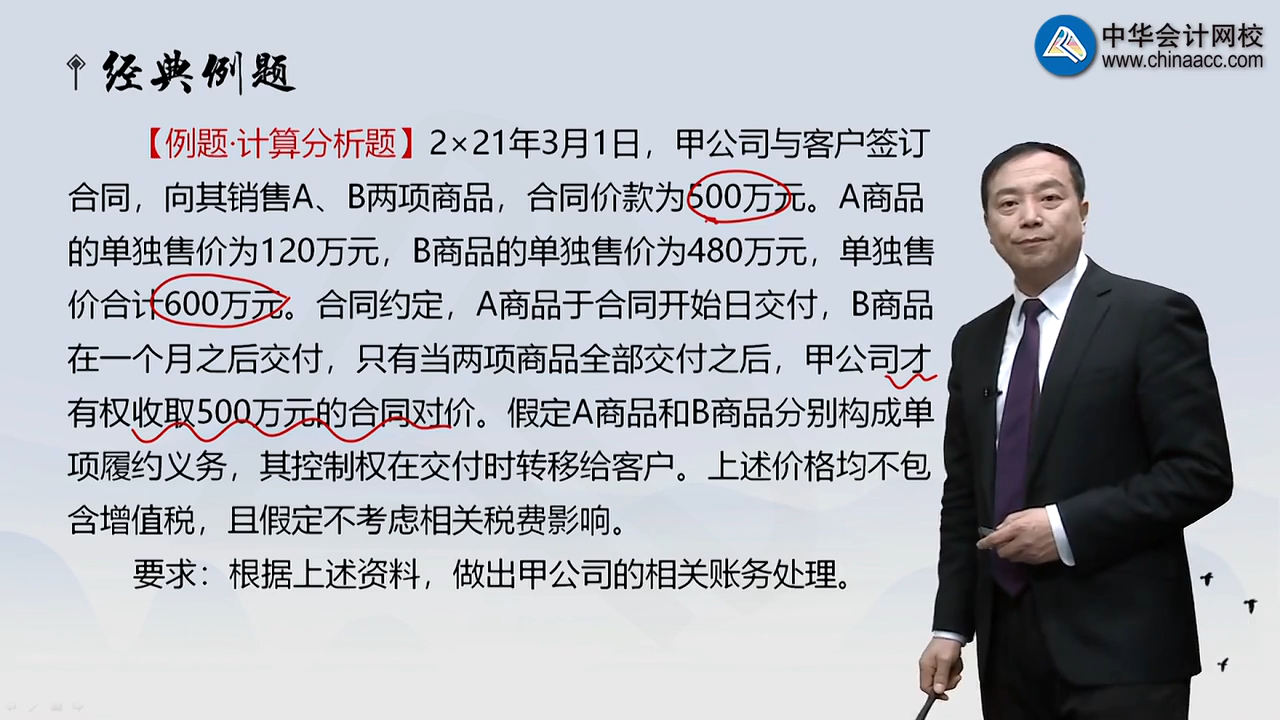 中华会计网校
www.chinaacc.com
经典例题
【例题·计算分析题】2×21年3月1日，甲公司与客户签订
合同，向其销售A、B两项商品，合同价款为500万元。A商品
的单独售价为120万元，B商品的单独售价为480万元，单独售
价合计600万元。合同约定，A商品于合同开始日交付，B商品
在一个月之后交付，只有当两项商品全部交付之后，甲公司才
有权收取500万元的合同对价。假定A商品和B商品分别构成单
项履约义务，其控制权在交付时转移给客户。上述价格均不包
含增值税，且假定不考虑相关税费影响。
要求：根据上述资料，做出甲公司的相关账务处理。